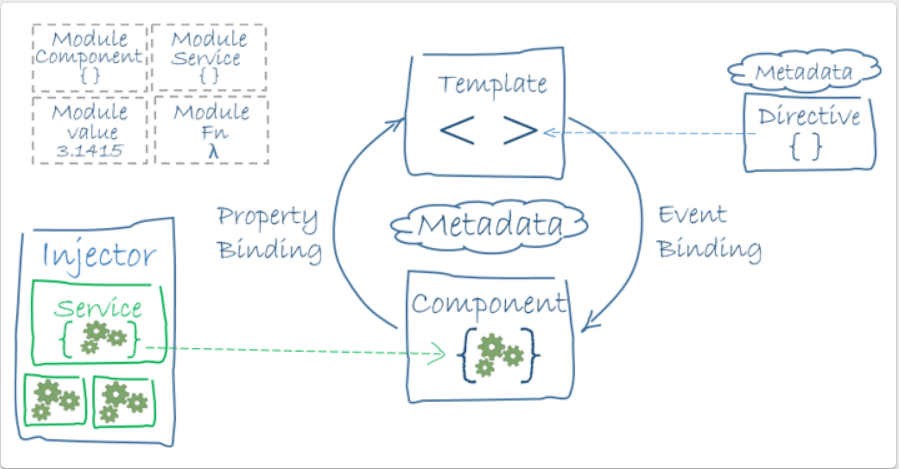 Module
Component
{ }
Module
Service
{ }
Module
value
3.1415
Module
Fn
λ
Template
< >
Metadata
Directive
{ }
Property
Binding
Metadata
Event
Binding
Injector
Service
{ }
Component
{ }